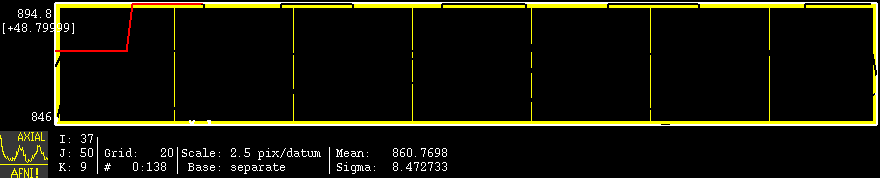 894.8
[+48.79999]
846
AXIAL
AFNI!
I: 37
J: 50
K: 9
Grid: 20
# 0:138
Scale: 2.5 pix/datum
Base: separate
Mean: 860.7698
Sigma: 8.472733